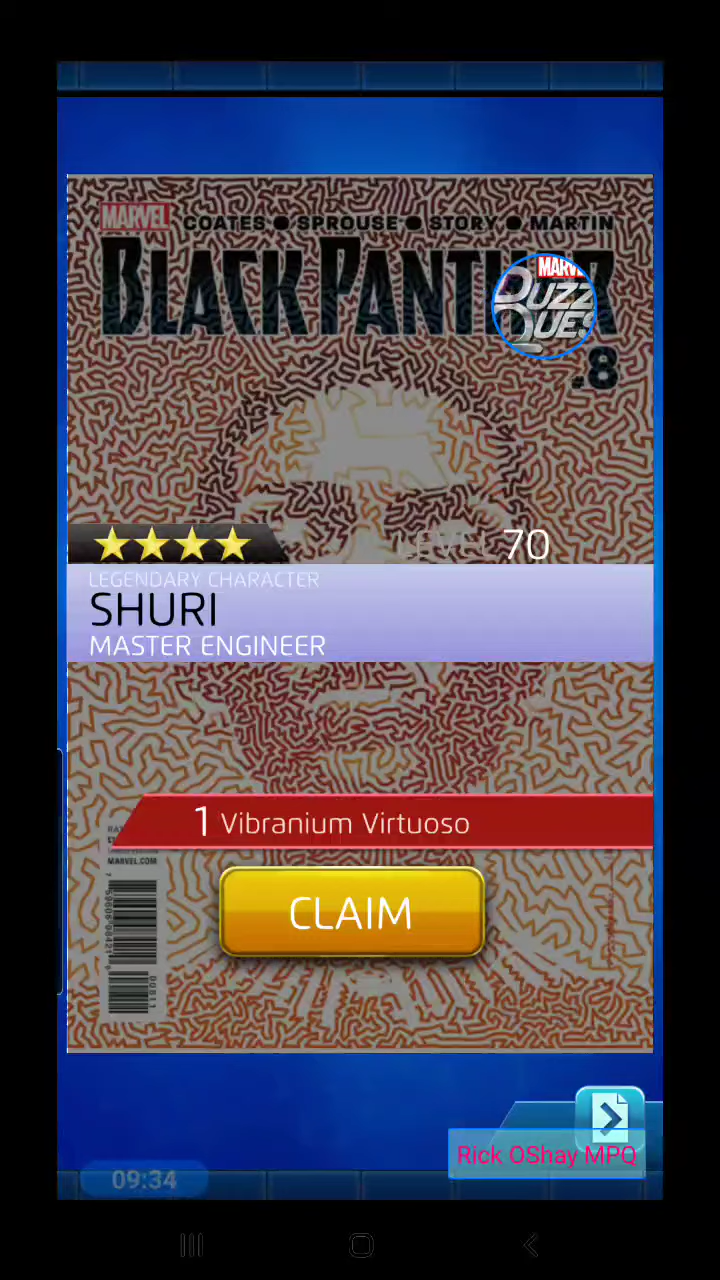 MARVEL COATES ● SPROUSE ● STORY ● MARTIN
BLACK PANTHER
MARVEL
PUZZLE
QUEST
#8
LEVEL 70
LEGENDARY CHARACTER
SHURI
MASTER ENGINEER
1 Vibranium Virtuoso
MARVEL.COM
CLAIM
00811
Rick OShay MPQ
09:34